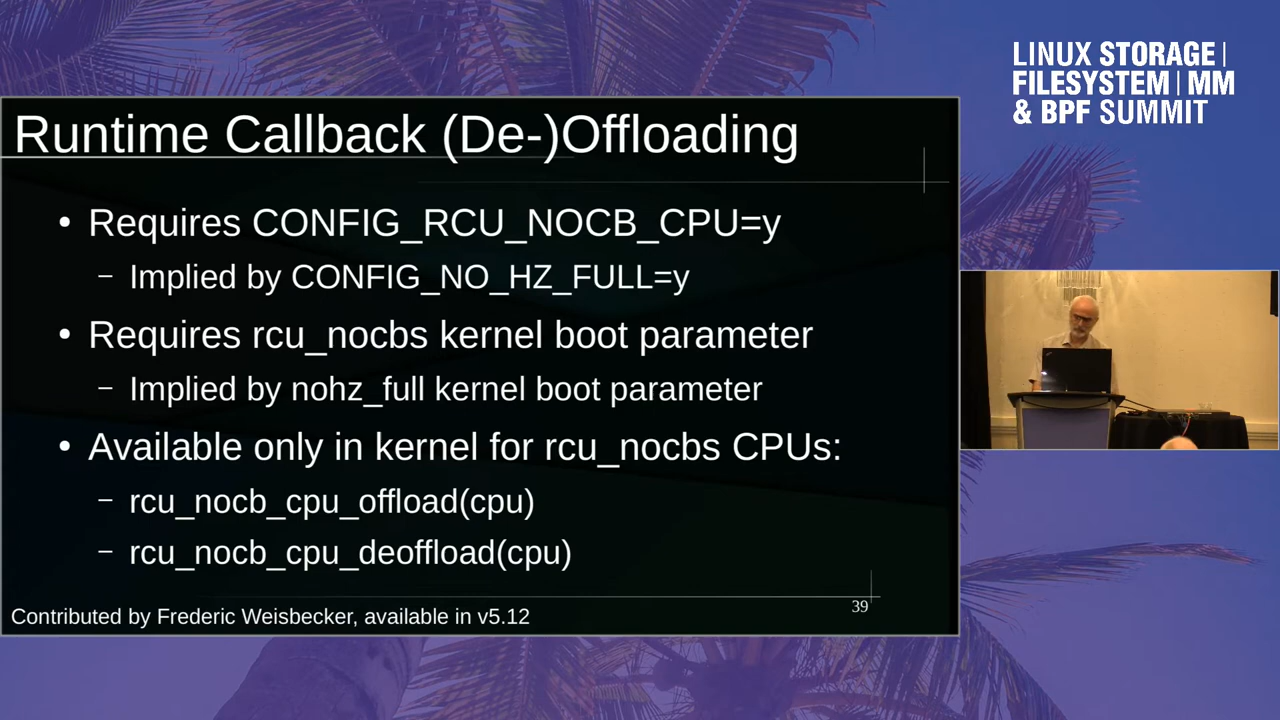 LINUX STORAGE |
FILESYSTEM | MM
& BPF SUMMIT
Runtime Callback (De-)Offloading
• Requires CONFIG_RCU_NOCB_CPU=y
– Implied by CONFIG_NO_HZ_FULL=y
• Requires rcu_nocbs kernel boot parameter
– Implied by nohz_full kernel boot parameter
• Available only in kernel for rcu_nocbs CPUs:
– rcu_nocb_cpu_offload(cpu)
– rcu_nocb_cpu_deoffload(cpu)
39
Contributed by Frederic Weisbecker, available in v5.12